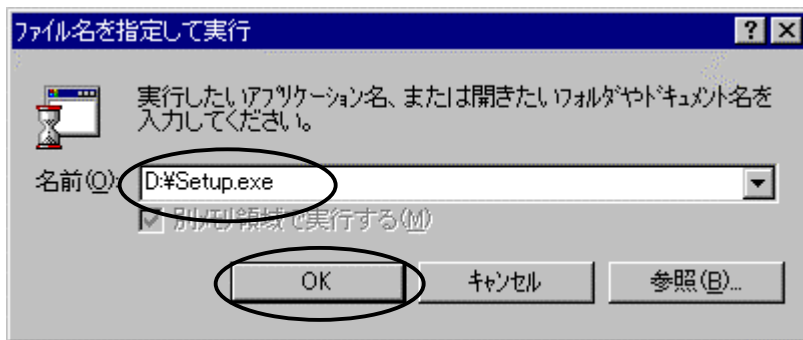 ファイル名を指定して実行
実行したいアプリケーション名、または開きたいフォルダやドキュメント名を
入力してください。
名前(O): D:¥Setup.exe
別メモリ領域で実行する(M)
OK キャンセル 参照(B)...